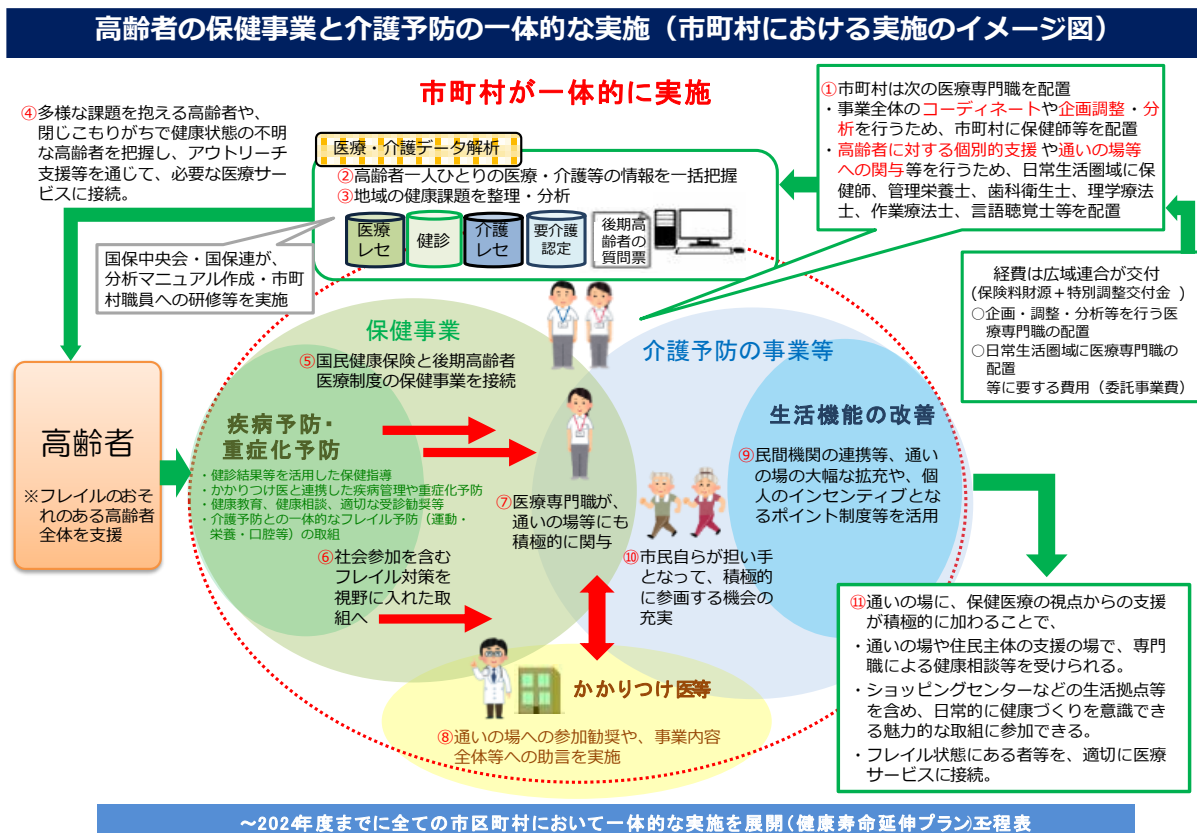 高齢者の保健事業と介護予防の一体的な実施（市町村における実施のイメージ図）
市町村が一体的に実施
①市町村は次の医療専門職を配置
・事業全体のコーディネートや企画調整・分
析を行うため、市町村に保健師等を配置
・高齢者に対する個別的支援や通いの場等
への関与等を行うため、日常生活圏域に保
健師、管理栄養士、歯科衛生士、理学療法
士、作業療法士、言語聴覚士等を配置
④多様な課題を抱える高齢者や、
閉じこもりがちで健康状態の不明
な高齢者を把握し、アウトリーチ
支援等を通じて、必要な医療サー
ビスに接続。
医療・介護データ解析
②高齢者一人ひとりの医療・介護等の情報を一括把握
③地域の健康課題を整理・分析
医療
レセ
健診
介護
レセ
要介護
認定
後期高
齢者の
質問票
国保中央会・国保連が、
分析マニュアル作成・市町
村職員への研修等を実施
経費は広域連合が交付
(保険料財源＋特別調整交付金 )
○企画・調整・分析等を行う医
療専門職の配置
○日常生活圏域に医療専門職の
配置
等に要する費用（委託事業費）
保健事業
⑤国民健康保険と後期高齢者
医療制度の保健事業を接続
介護予防の事業等
高齢者
※フレイルのおそ
れのある高齢者
全体を支援
疾病予防・
重症化予防
・健診結果等を活用した保健指導
・かかりつけ医と連携した疾病管理や重症化予防
・健康教育、健康相談、適切な受診勧奨等
・介護予防との一体的なフレイル予防（運動・
栄養・口腔等）の取組
⑥社会参加を含む
フレイル対策を
視野に入れた取
組へ
⑦医療専門職が、
通いの場等にも
積極的に関与
生活機能の改善
⑨民間機関の連携等、通い
の場の大幅な拡充や、個
人のインセンティブとな
るポイント制度等を活用
⑩市民自らが担い手
となって、積極的
に参画する機会の
充実
かかりつけ医等
⑧通いの場への参加勧奨や、事業内容
全体等への助言を実施
⑪通いの場に、保健医療の視点からの支援
が積極的に加わることで、
・通いの場や住民主体の支援の場で、専門
職による健康相談等を受けられる。
・ショッピングセンターなどの生活拠点等
を含め、日常的に健康づくりを意識でき
る魅力的な取組に参加できる。
・フレイル状態にある者等を、適切に医療
サービスに接続。
～2024年度までに全ての市区町村において一体的な実施を展開(健康寿命延伸プラン工程表